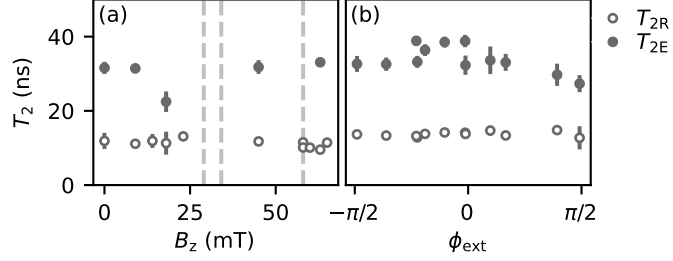 (a)
(b)
T2R
T2E
T2 (ns)
40
20
0
0 25 50
−π/2 0 π/2
Bz (mT)
ϕext